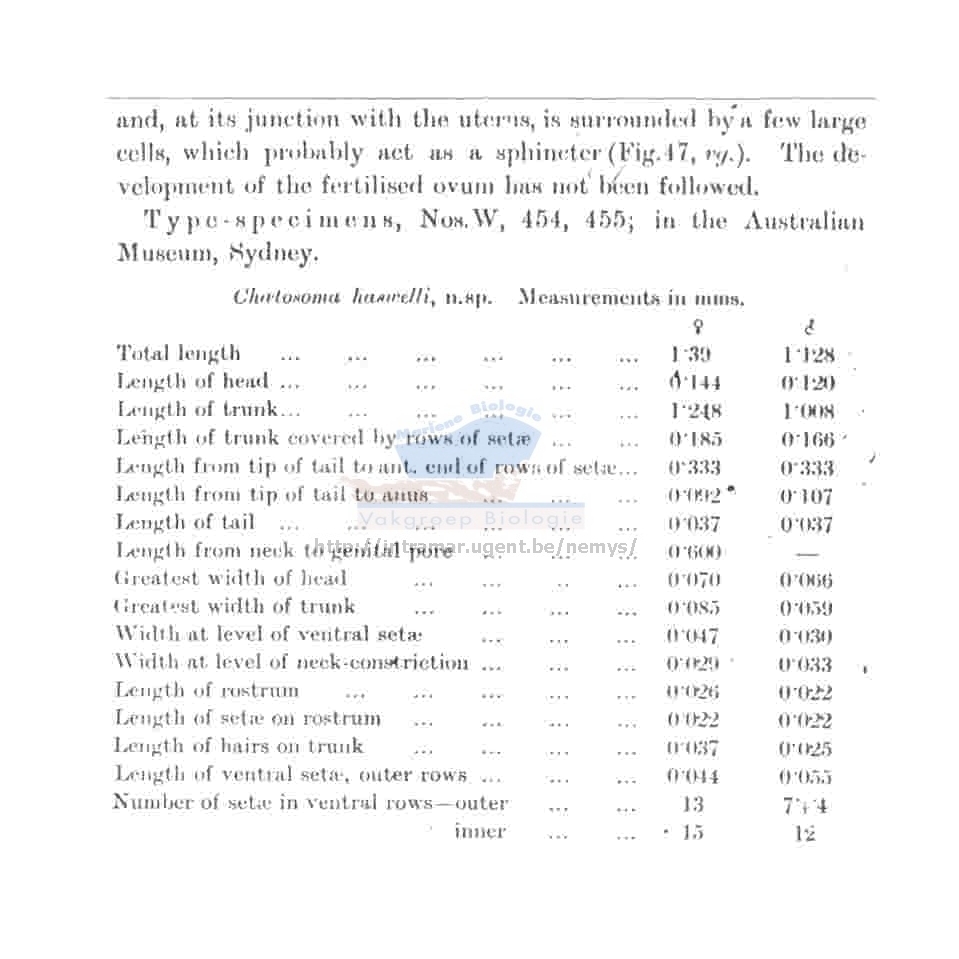 and, at its junction with the uterus, is surrounded by a few large
cells, which probably act as a sphincter (Fig.47, rg.). The de-
velopment of the fertilised ovum has not been followed.
Type-specimens, Nos.W, 454, 455; in the Australian
Museum, Sydney.
Chætosoma haswelli, n.sp. Measurements in mms.
♀ ♂
Total length ... ... ... ... ... ... 1·39 1·128
Length of head ... ... ... ... ... ... 0·144 0·120
Length of trunk... ... ... ... ... ... 1·248 1·008
Length of trunk covered by rows of setæ ... ... 0·185 0·166
Length from tip of tail to ant. end of rows of setæ... 0·333 0·333
Length from tip of tail to anus ... ... ... 0·092 0·107
Length of tail ... ... ... ... ... ... 0·037 0·037
Length from neck to genital pore ... ... ... 0·600 —
Greatest width of head ... ... .. ... 0·070 0·066
Greatest width of trunk ... ... ... ... 0·085 0·059
Width at level of ventral setæ ... ... ... 0·047 0·030
Width at level of neck-constriction ... ... ... 0·029 0·033
Length of rostrum ... ... ... ... ... 0·026 0·022
Length of setæ on rostrum ... ... ... ... 0·022 0·022
Length of hairs on trunk ... ... ... ... 0·037 0·025
Length of ventral setæ, outer rows ... ... ... 0·044 0·055
Number of setæ in ventral rows—outer ... ... 13
inner ... ... 15 12
Mariene Biologie
Vakgroep Biologie
http://intramar.ugent.be/nemys/